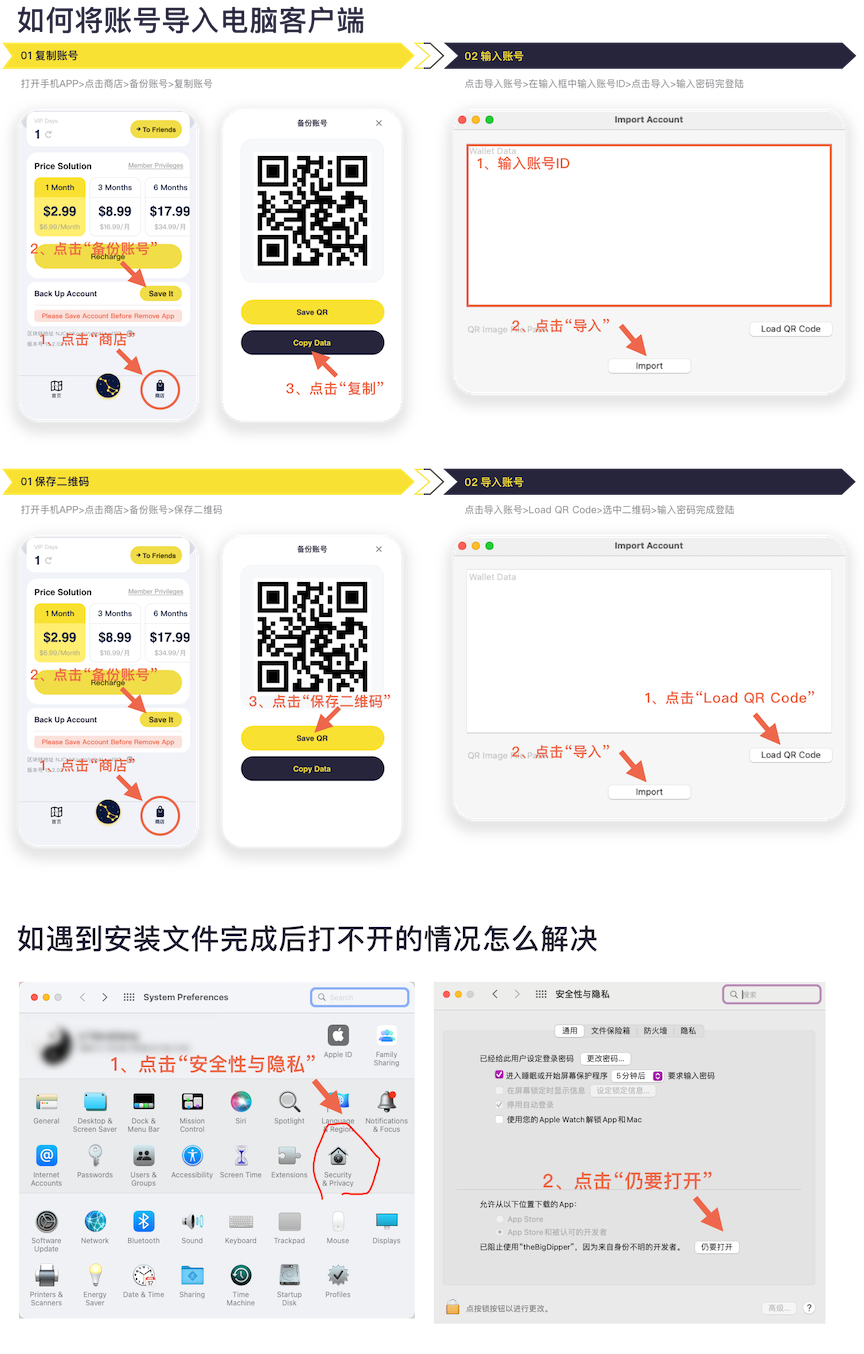 如何将账号导入电脑客户端
01 复制账号
02 输入账号
打开手机APP>点击商店>备份账号>复制账号
点击导入账号>在输入框中输入账号ID>点击导入>输入密码完登陆
VIP Days
1
➜ To Friends
Price Solution
Member Privileges
1 Month
3 Months
6 Months
$2.99
$8.99
$17.99
$6.99/Month
$16.99/月
$34.99/月
2、点击“备份账号”
Recharge
Back Up Account
Save It
Please Save Account Before Remove App
区块链地址
1、点击“商店”
版本号
首页
商店
备份账号
Save QR
Copy Data
3、点击“复制”
Import Account
Wallet Data
1、输入账号ID
QR Image File Path
2、点击“导入”
Load QR Code
Import
01 保存二维码
02 导入账号
打开手机APP>点击商店>备份账号>保存二维码
点击导入账号>Load QR Code>选中二维码>输入密码完成登陆
VIP Days
1
➜ To Friends
Price Solution
Member Privileges
1 Month
3 Months
6 Months
$2.99
$8.99
$17.99
$6.99/Month
$16.99/月
$34.99/月
2、点击“备份账号”
Recharge
Back Up Account
Save It
Please Save Account Before Remove App
区块链地址
1、点击“商店”
版本号
首页
商店
备份账号
3、点击“保存二维码”
Save QR
Copy Data
Import Account
Wallet Data
1、点击“Load QR Code”
QR Image File Path
2、点击“导入”
Load QR Code
Import
如遇到安装文件完成后打不开的情况怎么解决
System Preferences
Search
Apple ID
Family Sharing
1、点击“安全性与隐私”
General
Desktop & Screen Saver
Dock & Menu Bar
Mission Control
Siri
Spotlight
Language & Region
Notifications & Focus
Internet Accounts
Passwords
Users & Groups
Accessibility
Screen Time
Extensions
Security & Privacy
Software Update
Network
Bluetooth
Sound
Keyboard
Trackpad
Mouse
Displays
Printers & Scanners
Energy Saver
Date & Time
Sharing
Time Machine
Startup Disk
Profiles
安全性与隐私
搜索
通用
文件保险箱
防火墙
隐私
已经给此用户设定登录密码
更改密码...
进入睡眠或开始屏幕保护程序
5分钟后
要求输入密码
在屏幕锁定时显示信息
设定锁定信息...
停用自动登录
使用您的 Apple Watch 解锁 App 和 Mac
2、点击“仍要打开”
允许从以下位置下载的 App：
App Store
App Store 和被认可的开发者
已阻止使用“theBigDipper”，因为来自身份不明的开发者。
仍要打开
点按锁按钮以进行更改。
高级...
?